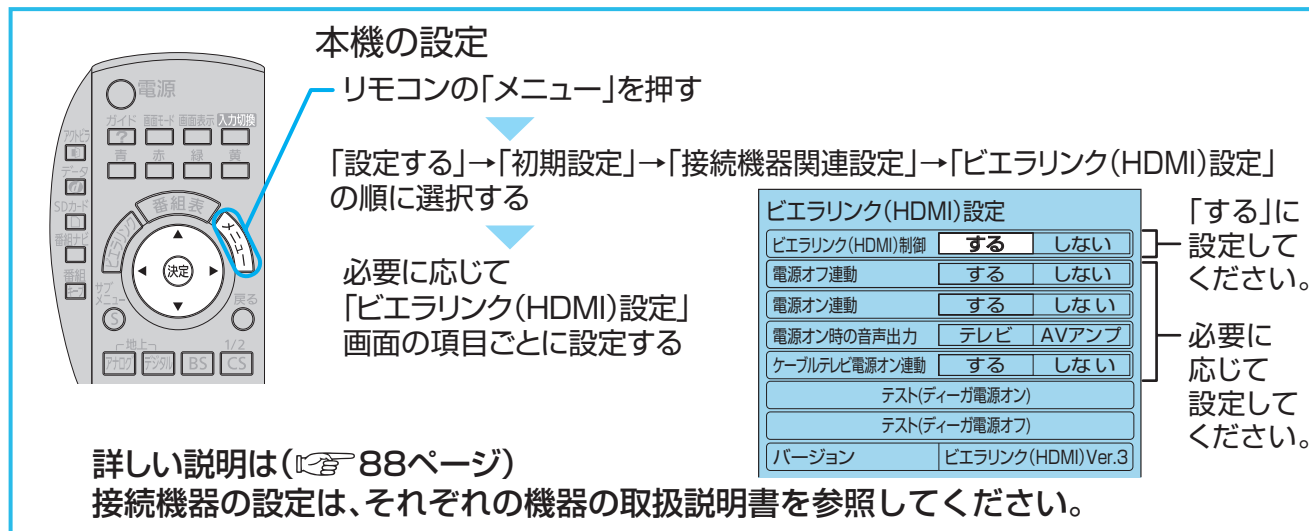 本機の設定
リモコンの「メニュー」を押す
「設定する」→「初期設定」→「接続機器関連設定」→「ビエラリンク(HDMI)設定」
の順に選択する
必要に応じて
「ビエラリンク(HDMI)設定」
画面の項目ごとに設定する
電源
ガイド 画面モード 画面表示 入力切換
?
アクトビラ
青 赤 緑 黄
データ
SDカード
番組表
番組ナビ
ビエラリンク
メニュー
決定
番組
キープ
サブ
メニュー
S
戻る
地上
1/2
アナログ デジタル BS CS
ビエラリンク(HDMI)設定
ビエラリンク(HDMI)制御 する しない
電源オフ連動 する しない
電源オン連動 する しない
電源オン時の音声出力 テレビ AVアンプ
ケーブルテレビ電源オン連動 する しない
テスト(ディーガ電源オン)
テスト(ディーガ電源オフ)
バージョン ビエラリンク(HDMI)Ver.3
「する」に
設定して
ください。
必要に
応じて
設定して
ください。
詳しい説明は(☞88ページ)
接続機器の設定は、それぞれの機器の取扱説明書を参照してください。